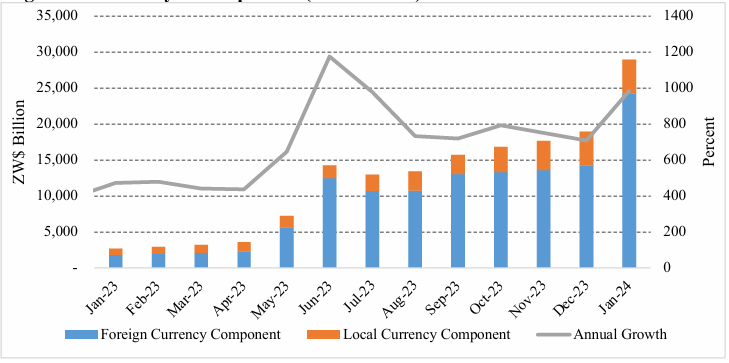 35,000
30,000
25,000
20,000
15,000
10,000
5,000
-
ZW$ Billion
1400
1200
1000
800
600
400
200
0
Percent
Jan-23
Feb-23
Mar-23
Apr-23
May-23
Jun-23
Jul-23
Aug-23
Sep-23
Oct-23
Nov-23
Dec-23
Jan-24
Foreign Currency Component
Local Currency Component
Annual Growth